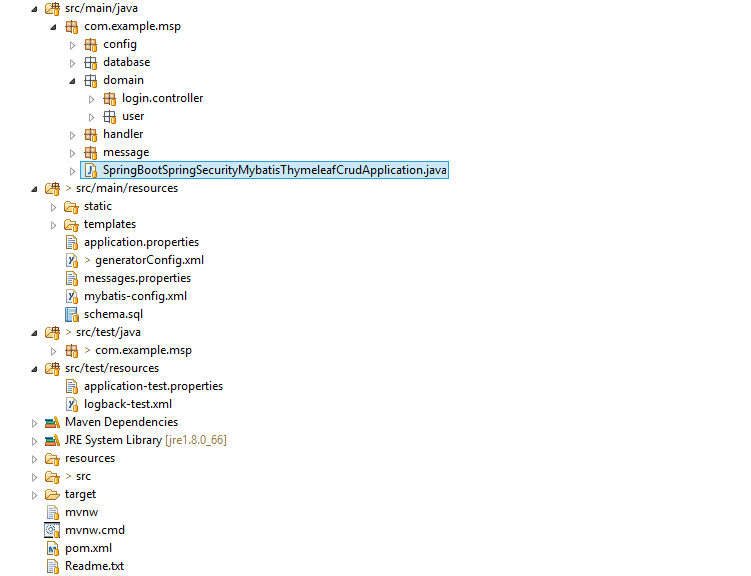 src/main/java
com.example.msp
config
database
domain
login.controller
user
handler
message
SpringBootSpringSecurityMybatisThymeleafCrudApplication.java
> src/main/resources
static
templates
application.properties
> generatorConfig.xml
messages.properties
mybatis-config.xml
schema.sql
> src/test/java
> com.example.msp
src/test/resources
application-test.properties
logback-test.xml
Maven Dependencies
JRE System Library [jre1.8.0_66]
resources
> src
target
mvnw
mvnw.cmd
pom.xml
Readme.txt